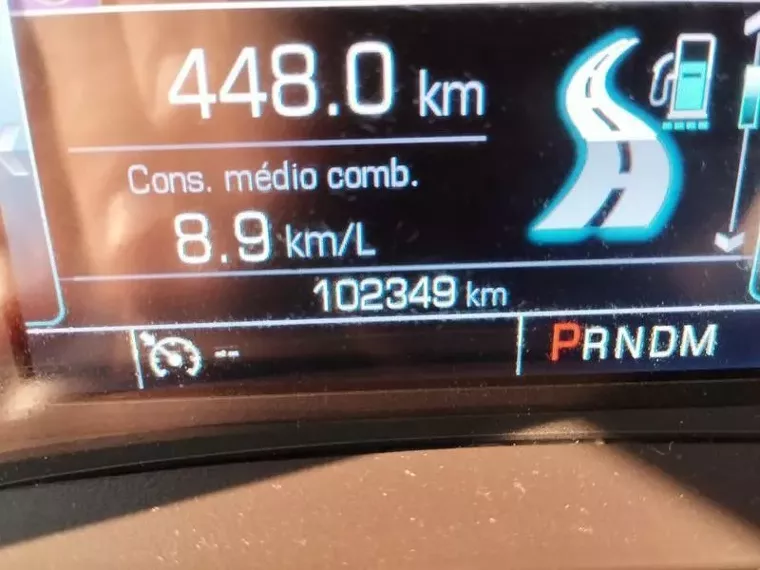 448.0 km
Cons. médio comb.
8.9 km/L
102349 km
--
PRNDM